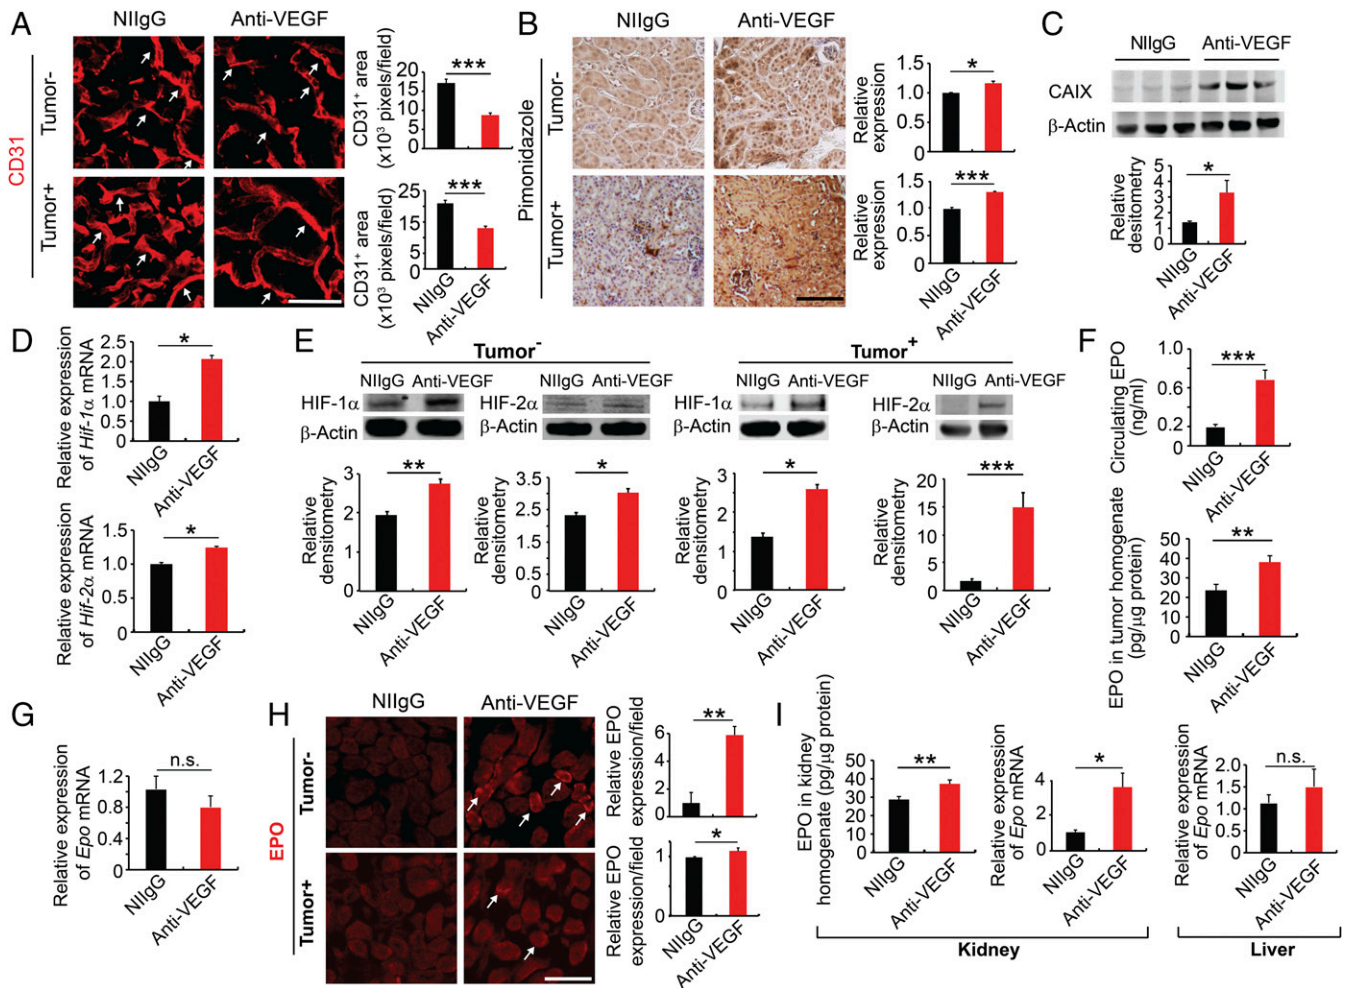 A
NIIgG Anti-VEGF
CD31
Tumor-
Tumor+
CD31+ area
(x10³ pixels/field)
20
15
10
5
0
***
CD31+ area
(x10³ pixels/field)
25
15
5
0
***
NIIgG
Anti-VEGF
B
NIIgG Anti-VEGF
Pimonidazole
Tumor-
Tumor+
Relative
expression
1.5
1.0
0.5
0
*
Relative
expression
1.5
1.0
0.5
0
***
NIIgG
Anti-VEGF
C
NIIgG Anti-VEGF
CAIX
β-Actin
Relative
desitometry
5
4
3
2
1
0
*
NIIgG
Anti-VEGF
D
Relative expression
of Hif-1α mRNA
2.5
2.0
1.5
1.0
0.5
0
*
NIIgG
Anti-VEGF
Relative expression
of Hif-2α mRNA
1.5
1
0.5
0
*
NIIgG
Anti-VEGF
E
Tumor-
Tumor+
NIIgG Anti-VEGF NIIgG Anti-VEGF NIIgG Anti-VEGF NIIgG Anti-VEGF
HIF-1α HIF-2α HIF-1α HIF-2α
β-Actin β-Actin β-Actin β-Actin
Relative
densitometry
3
2
1
0
**
NIIgG
Anti-VEGF
Relative
densitometry
3.5
2.5
1.5
0.5
0
*
NIIgG
Anti-VEGF
Relative
densitometry
3
2
1
0
*
NIIgG
Anti-VEGF
Relative
densitometry
20
15
10
5
0
***
NIIgG
Anti-VEGF
F
Circulating EPO
(ng/ml)
1.0
0.6
0.2
0
***
NIIgG
Anti-VEGF
EPO in tumor homogenate
(pg/µg protein)
50
40
30
20
10
0
**
NIIgG
Anti-VEGF
G
Relative expression
of Epo mRNA
1.2
0.8
0.4
0
n.s.
NIIgG
Anti-VEGF
H
NIIgG Anti-VEGF
EPO
Tumor-
Tumor+
Relative EPO
expression/field
6
4
2
0
**
Relative EPO
expression/field
1
0
*
NIIgG
Anti-VEGF
I
EPO in kidney
homogenate (pg/µg protein)
50
40
30
20
10
0
**
NIIgG
Anti-VEGF
Relative expression
of Epo mRNA
4
2
0
*
NIIgG
Anti-VEGF
Kidney
Relative expression
of Epo mRNA
2.0
1.5
1.0
0.5
0
n.s.
NIIgG
Anti-VEGF
Liver